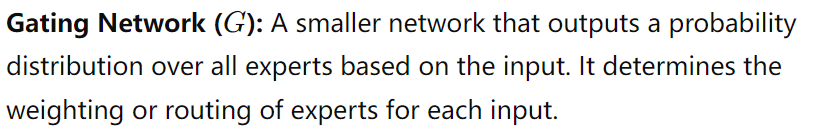 Gating Network (G): A smaller network that outputs a probability
distribution over all experts based on the input. It determines the
weighting or routing of experts for each input.